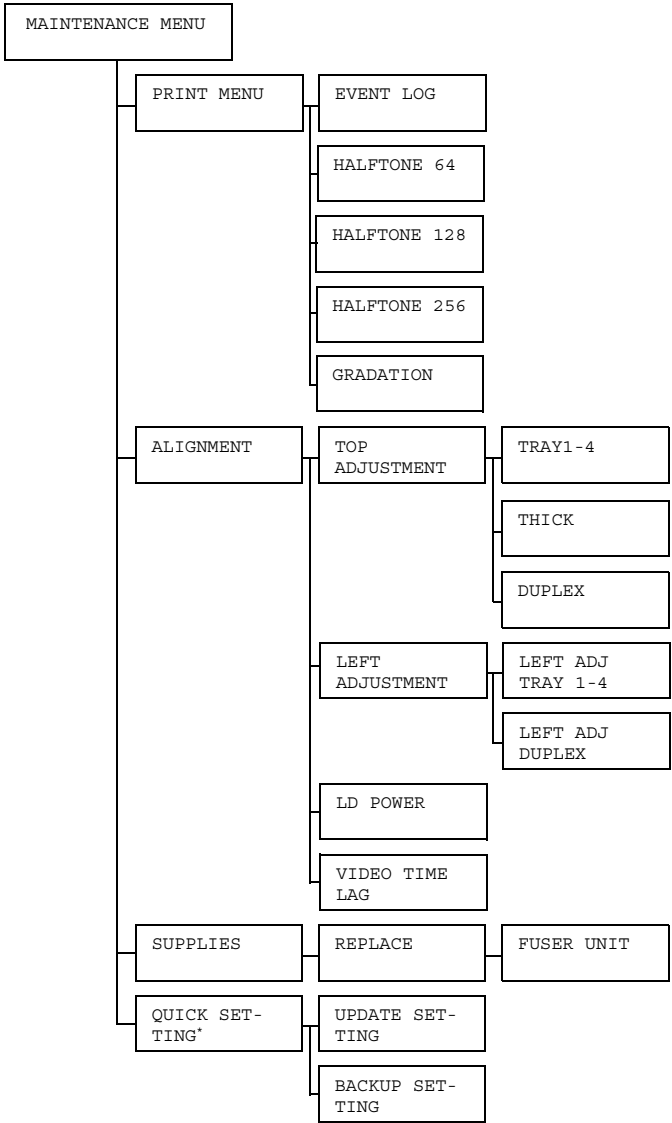 MAINTENANCE MENU
PRINT MENU
EVENT LOG
HALFTONE 64
HALFTONE 128
HALFTONE 256
GRADATION
ALIGNMENT
TOP
ADJUSTMENT
TRAY1-4
THICK
DUPLEX
LEFT
ADJUSTMENT
LEFT ADJ
TRAY 1-4
LEFT ADJ
DUPLEX
LD POWER
VIDEO TIME
LAG
SUPPLIES
REPLACE
FUSER UNIT
QUICK SET-
TING*
UPDATE SET-
TING
BACKUP SET-
TING